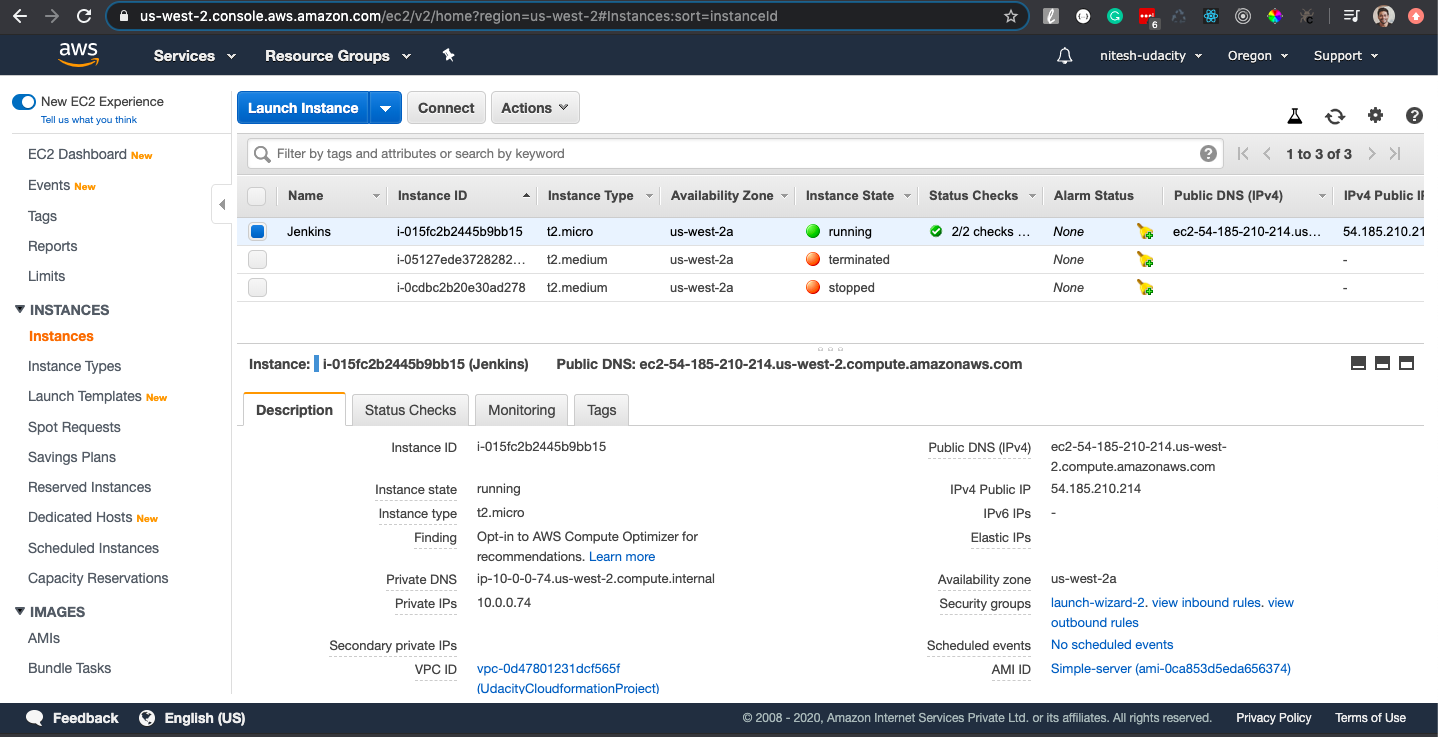 us-west-2.console.aws.amazon.com/ec2/v2/home?region=us-west-2#Instances:sort=instanceId
6
aws Services Resource Groups nitesh-udacity Oregon Support
New EC2 Experience
Tell us what you think
EC2 Dashboard New
Events New
Tags
Reports
Limits
INSTANCES
Instances
Instance Types
Launch Templates New
Spot Requests
Savings Plans
Reserved Instances
Dedicated Hosts New
Scheduled Instances
Capacity Reservations
IMAGES
AMIs
Bundle Tasks
Launch Instance Connect Actions
Filter by tags and attributes or search by keyword 1 to 3 of 3
Name Instance ID Instance Type Availability Zone Instance State Status Checks Alarm Status Public DNS (IPv4) IPv4 Public IP
Jenkins i-015fc2b2445b9bb15 t2.micro us-west-2a running 2/2 checks ... None ec2-54-185-210-214.us... 54.185.210.21
i-05127ede3728282... t2.medium us-west-2a terminated None -
i-0cdbc2b20e30ad278 t2.medium us-west-2a stopped None -
Instance: i-015fc2b2445b9bb15 (Jenkins) Public DNS: ec2-54-185-210-214.us-west-2.compute.amazonaws.com
Description Status Checks Monitoring Tags
Instance ID i-015fc2b2445b9bb15
Instance state running
Instance type t2.micro
Finding Opt-in to AWS Compute Optimizer for
recommendations. Learn more
Private DNS ip-10-0-0-74.us-west-2.compute.internal
Private IPs 10.0.0.74
Secondary private IPs
VPC ID vpc-0d47801231dcf565f
(UdacityCloudformationProject)
Public DNS (IPv4) ec2-54-185-210-214.us-west-
2.compute.amazonaws.com
IPv4 Public IP 54.185.210.214
IPv6 IPs -
Elastic IPs
Availability zone us-west-2a
Security groups launch-wizard-2. view inbound rules. view
outbound rules
Scheduled events No scheduled events
AMI ID Simple-server (ami-0ca853d5eda656374)
Feedback English (US) © 2008 - 2020, Amazon Internet Services Private Ltd. or its affiliates. All rights reserved. Privacy Policy Terms of Use